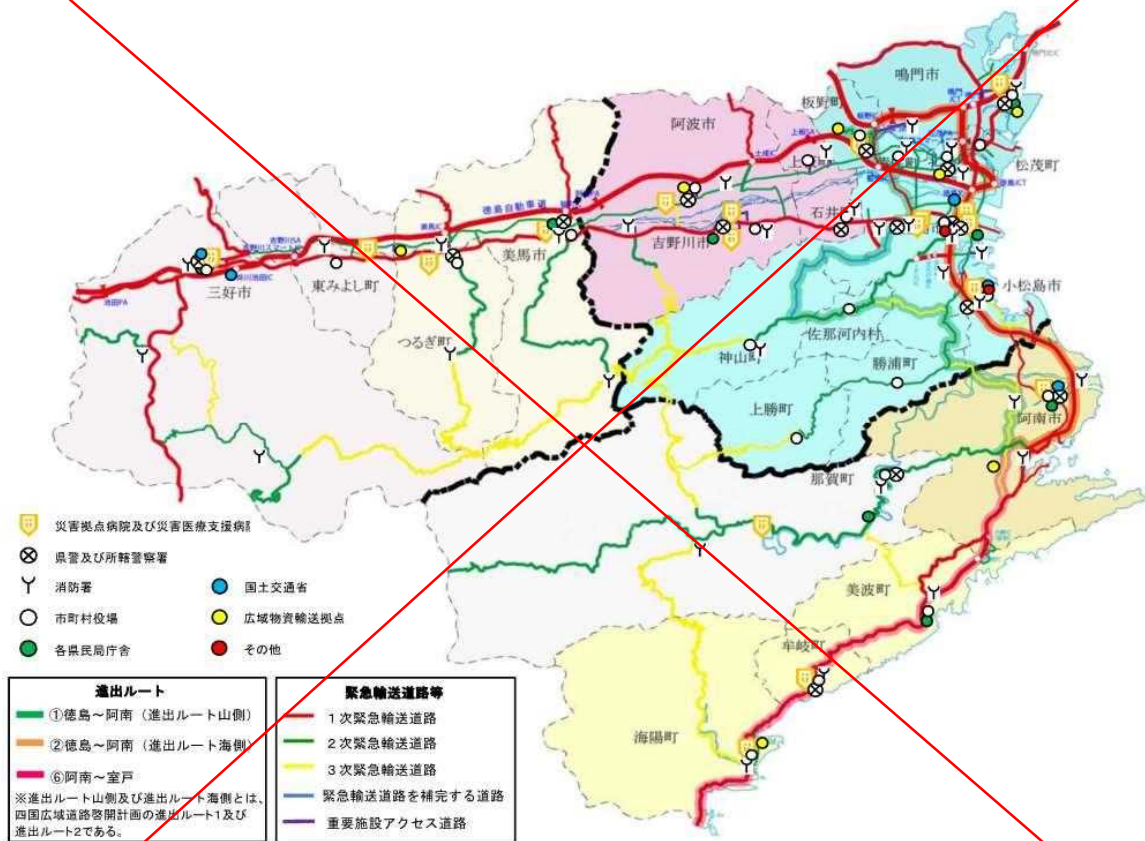 鳴門市
板野町
阿波市
松茂町
徳島自動車道
石井町
吉野川市
美馬市
小松島市
三好市
東みよし町
佐那河内村
つるぎ町
神山町
勝浦町
上勝町
阿南市
那賀町
美波町
牟岐町
海陽町
災害拠点病院及び災害医療支援病
県警及び所轄警察署
消防署
国土交通省
市町村役場
広域物資輸送拠点
各県民局庁舎
その他
進出ルート
①徳島～阿南（進出ルート山側）
②徳島～阿南（進出ルート海側）
⑥阿南～室戸
※進出ルート山側及び進出ルート海側とは、
四国広域道路啓開計画の進出ルート1及び
進出ルート2である。
緊急輸送道路等
1次緊急輸送道路
2次緊急輸送道路
3次緊急輸送道路
緊急輸送道路を補完する道路
重要施設アクセス道路